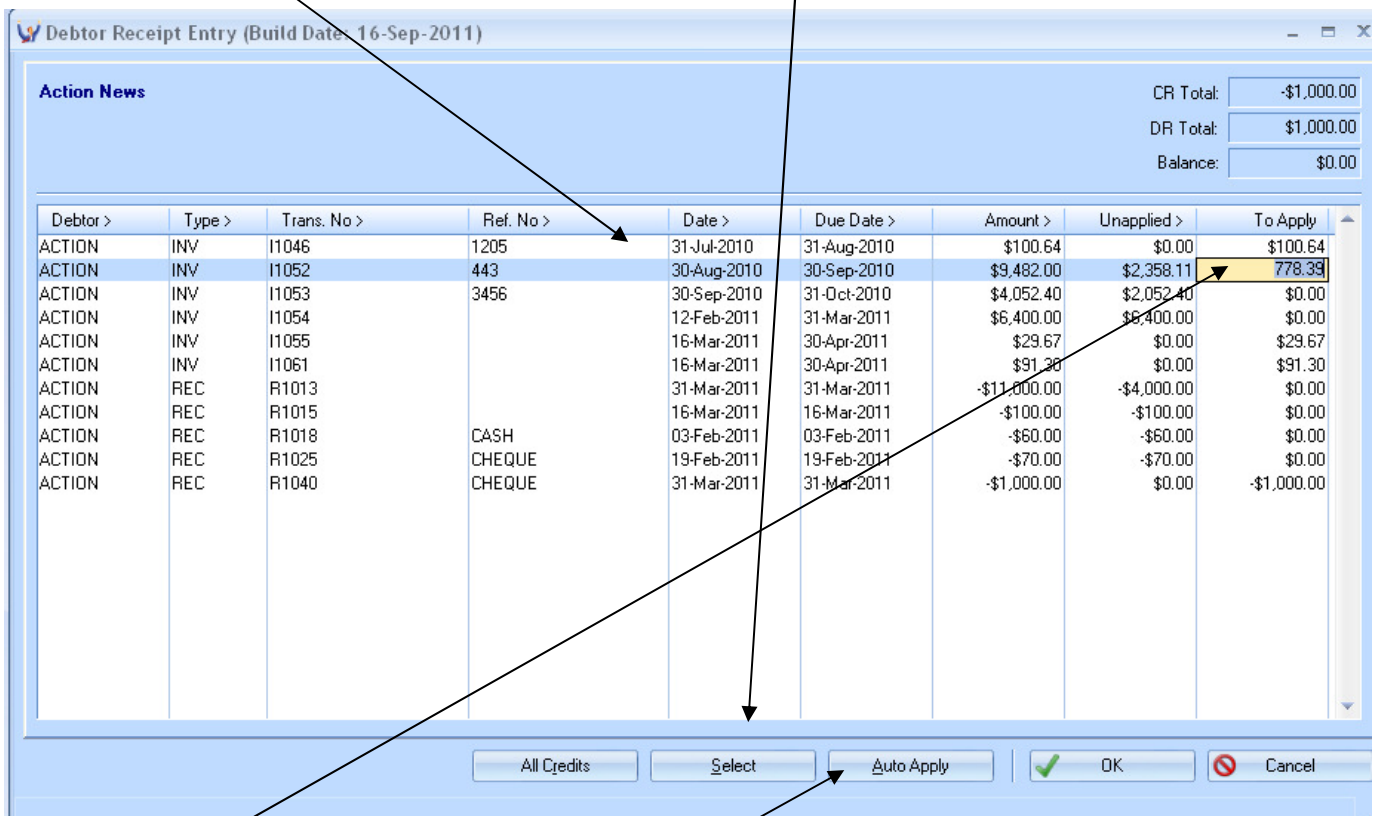 Debtor Receipt Entry (Build Date: 16-Sep-2011)
Action News
CR Total: -$1,000.00
DR Total: $1,000.00
Balance: $0.00
Debtor > Type > Trans. No > Ref. No > Date > Due Date > Amount > Unapplied > To Apply
ACTION INV I1046 1205 31-Jul-2010 31-Aug-2010 $100.64 $0.00 $100.64
ACTION INV I1052 443 30-Aug-2010 30-Sep-2010 $9,482.00 $2,358.11 778.39
ACTION INV I1053 3456 30-Sep-2010 31-Oct-2010 $4,052.40 $2,052.40 $0.00
ACTION INV I1054 12-Feb-2011 31-Mar-2011 $6,400.00 $6,400.00 $0.00
ACTION INV I1055 16-Mar-2011 30-Apr-2011 $29.67 $0.00 $29.67
ACTION INV I1061 16-Mar-2011 30-Apr-2011 $91.30 $0.00 $91.30
ACTION REC R1013 31-Mar-2011 31-Mar-2011 -$11,000.00 -$4,000.00 $0.00
ACTION REC R1015 16-Mar-2011 16-Mar-2011 -$100.00 -$100.00 $0.00
ACTION REC R1018 CASH 03-Feb-2011 03-Feb-2011 -$60.00 -$60.00 $0.00
ACTION REC R1025 CHEQUE 19-Feb-2011 19-Feb-2011 -$70.00 -$70.00 $0.00
ACTION REC R1040 CHEQUE 31-Mar-2011 31-Mar-2011 -$1,000.00 $0.00 -$1,000.00
All Credits Select Auto Apply OK Cancel